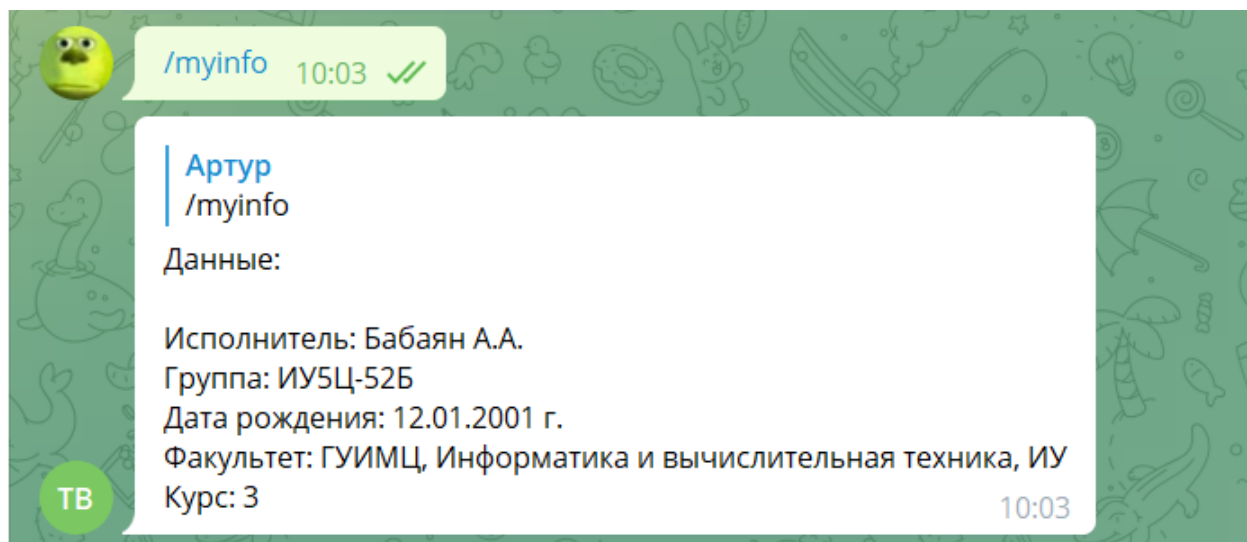 /myinfo 10:03
Артур
/myinfo
Данные:
Исполнитель: Бабаян А.А.
Группа: ИУ5Ц-52Б
Дата рождения: 12.01.2001 г.
Факультет: ГУИМЦ, Информатика и вычислительная техника, ИУ
Курс: 3
10:03
ТВ